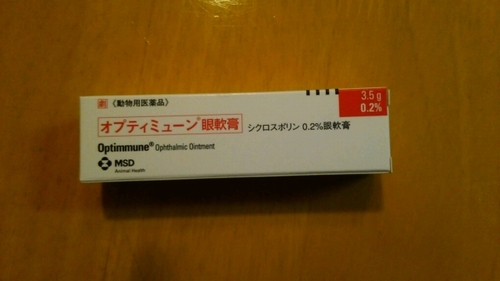 劇 〈動物用医薬品〉
3.5 g
0.2%
オプティミューン®眼軟膏 シクロスポリン 0.2%眼軟膏
Optimmune® Ophthalmic Ointment
MSD
Animal Health